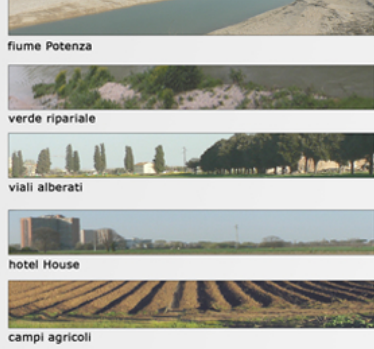 fiume Potenza
verde ripariale
viali alberati
hotel House
campi agricoli